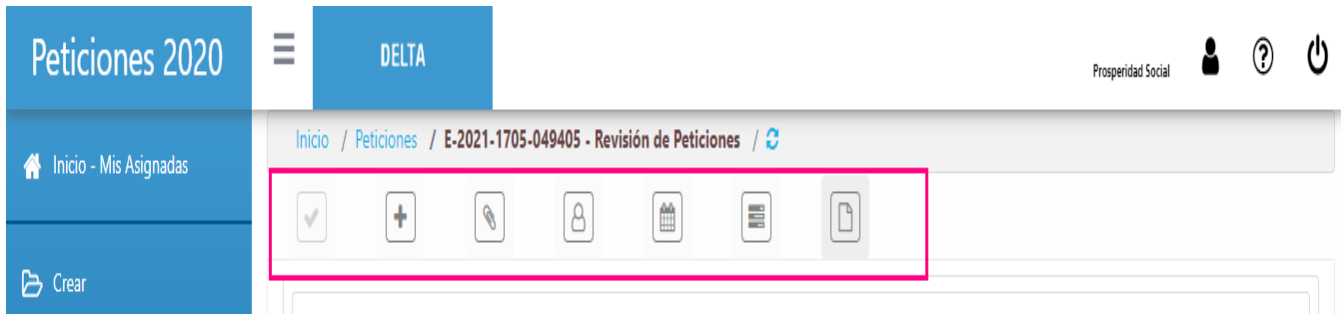 Peticiones 2020
DELTA
Prosperidad Social
Inicio - Mis Asignadas
Inicio / Peticiones / E-2021-1705-049405 - Revisión de Peticiones /
Crear